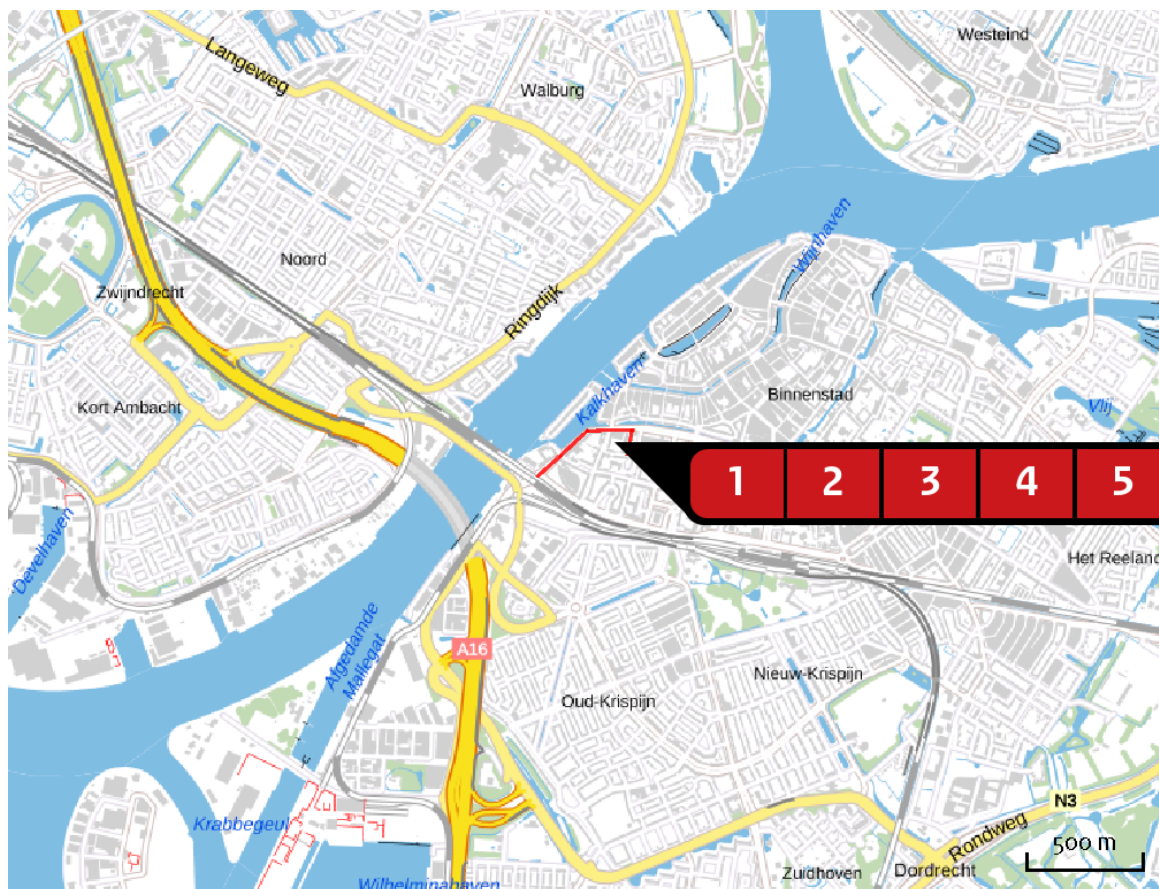 Westeind
Langeweg
Walburg
Wijnhaven
Noord
Zwijndrecht
Ringdijk
Kalkhaven
Binnenstad
Kort Ambacht
Vlij
1 2 3 4 5
Develhaven
Het Reeland
Afgedamde
Mallegat
A16
Nieuw-Krispijn
Oud-Krispijn
N3
Krabbegeul
Rondweg
500 m
Zuidhoven
Dordrecht
Wilhelminahaven